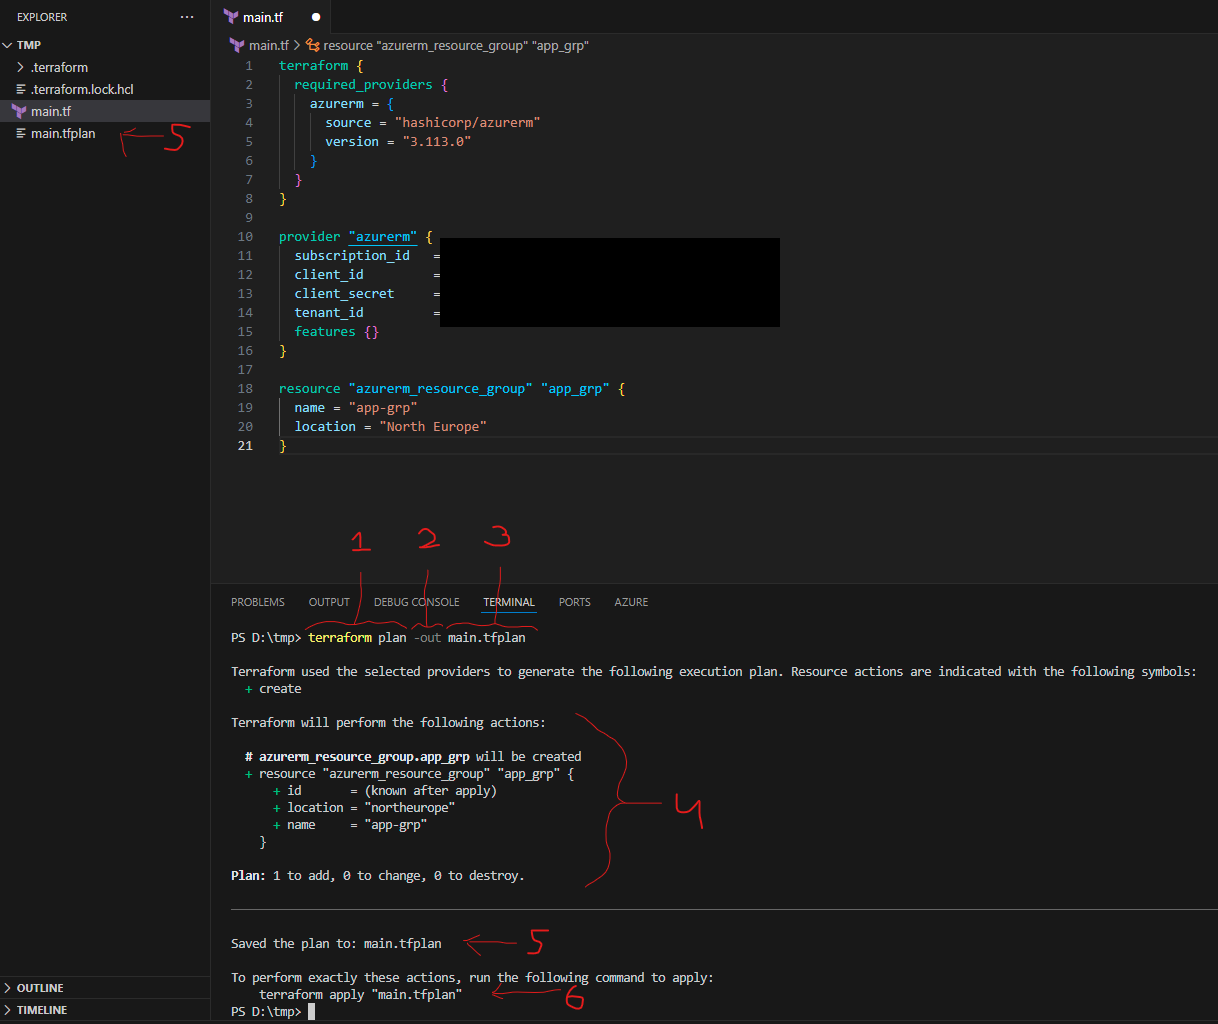 EXPLORER ...
TMP
.terraform
.terraform.lock.hcl
main.tf
main.tfplan
5
OUTLINE
TIMELINE
main.tf
main.tf > resource "azurerm_resource_group" "app_grp"
1 terraform {
2 required_providers {
3 azurerm = {
4 source = "hashicorp/azurerm"
5 version = "3.113.0"
6 }
7 }
8 }
9
10 provider "azurerm" {
11 subscription_id =
12 client_id =
13 client_secret =
14 tenant_id =
15 features {}
16 }
17
18 resource "azurerm_resource_group" "app_grp" {
19 name = "app-grp"
20 location = "North Europe"
21 }
1 2 3
PROBLEMS OUTPUT DEBUG CONSOLE TERMINAL PORTS AZURE
PS D:\tmp> terraform plan -out main.tfplan
Terraform used the selected providers to generate the following execution plan. Resource actions are indicated with the following symbols:
+ create
Terraform will perform the following actions:
# azurerm_resource_group.app_grp will be created
+ resource "azurerm_resource_group" "app_grp" {
+ id = (known after apply)
+ location = "northeurope"
+ name = "app-grp"
}
4
Plan: 1 to add, 0 to change, 0 to destroy.
Saved the plan to: main.tfplan
5
To perform exactly these actions, run the following command to apply:
terraform apply "main.tfplan"
6
PS D:\tmp>